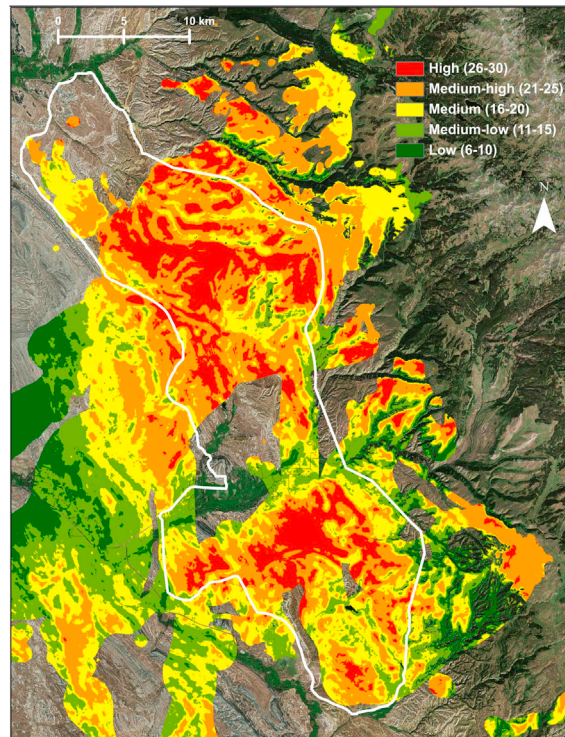 0 5 10 km
High (26-30)
Medium-high (21-25)
Medium (16-20)
Medium-low (11-15)
Low (6-10)
N